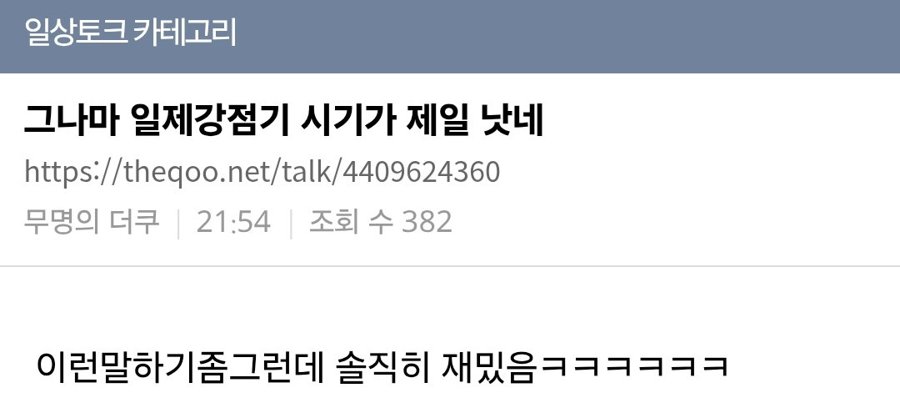 일상토크 카테고리
그나마 일제강점기 시기가 제일 낫네
https://theqoo.net/talk/4409624360
무명의 더쿠 | 21:54 | 조회 수 382
이런말하기좀그런데 솔직히 재밌음ㅋㅋㅋㅋㅋㅋ